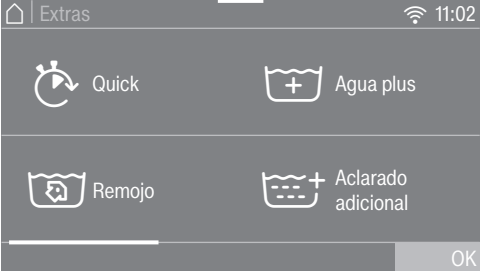 Extras 11:02
Quick
Agua plus
Remojo
Aclarado
adicional
OK